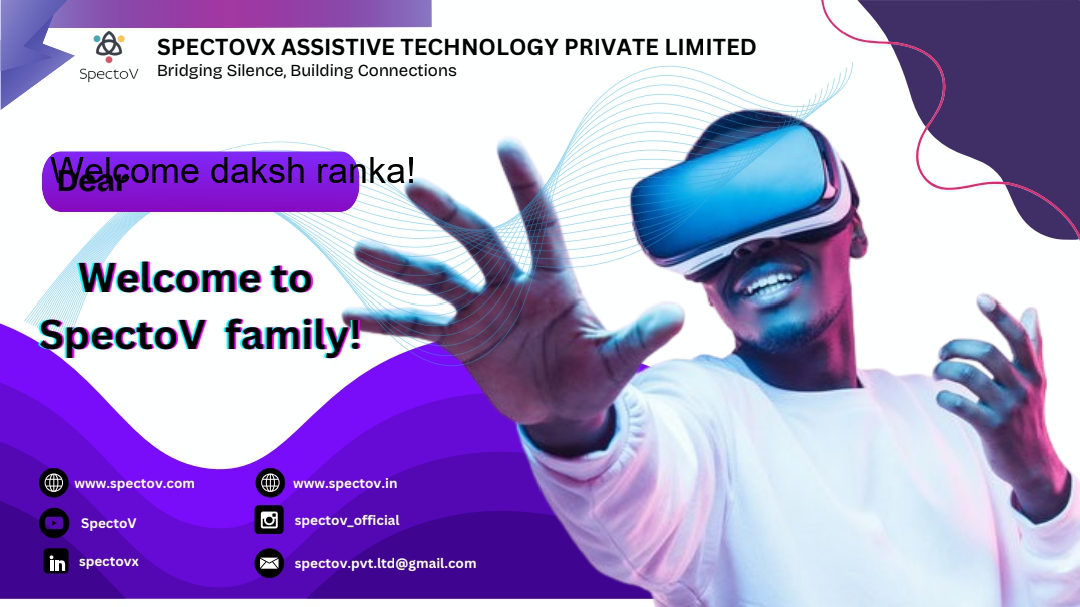 SPECTOVX ASSISTIVE TECHNOLOGY PRIVATE LIMITED
SpectoV
Bridging Silence, Building Connections
Welcome daksh ranka!
Dear
Welcome to
SpectoV family!
www.spectov.com
www.spectov.in
SpectoV
spectov_official
in
spectovx
spectov.pvt.ltd@gmail.com